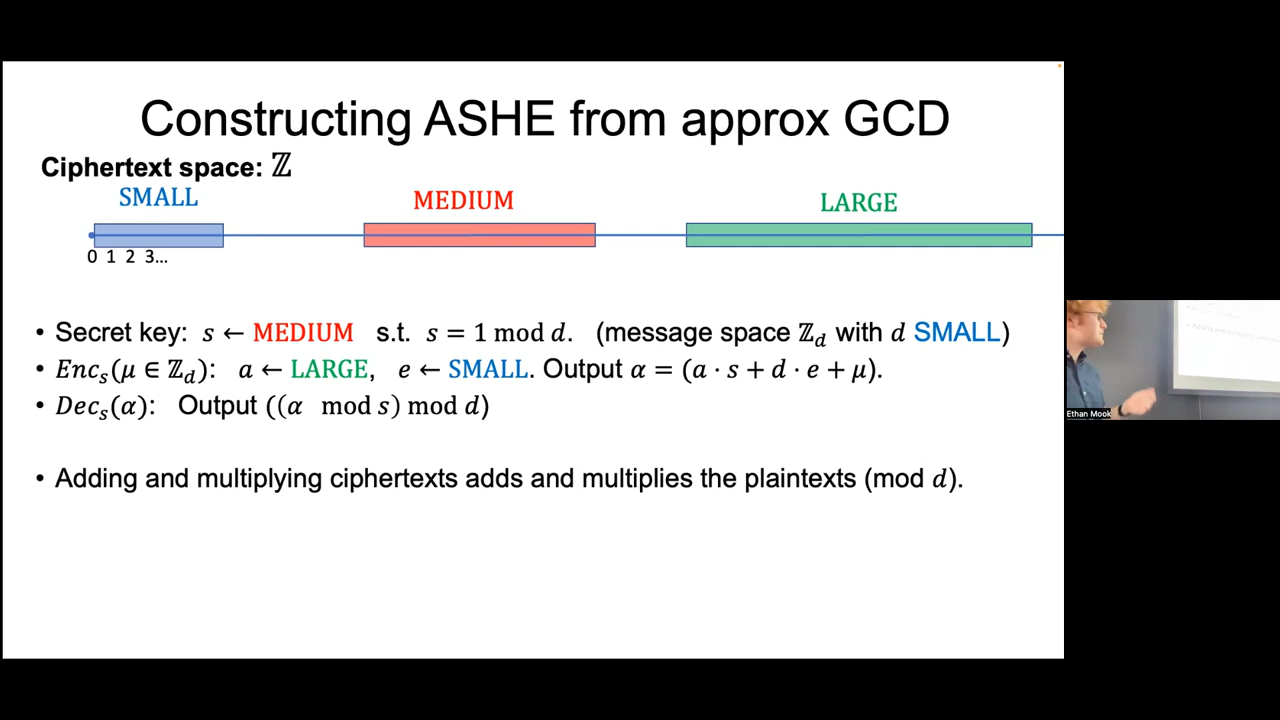 Constructing ASHE from approx GCD
Ciphertext space: ℤ
SMALL MEDIUM LARGE
0 1 2 3...
• Secret key: s ← MEDIUM s.t. s = 1 mod d. (message space ℤ_d with d SMALL)
• Enc_s(μ ∈ ℤ_d): a ← LARGE, e ← SMALL. Output α = (a · s + d · e + μ).
• Dec_s(α): Output ((α mod s) mod d)
• Adding and multiplying ciphertexts adds and multiplies the plaintexts (mod d).
Ethan Mook